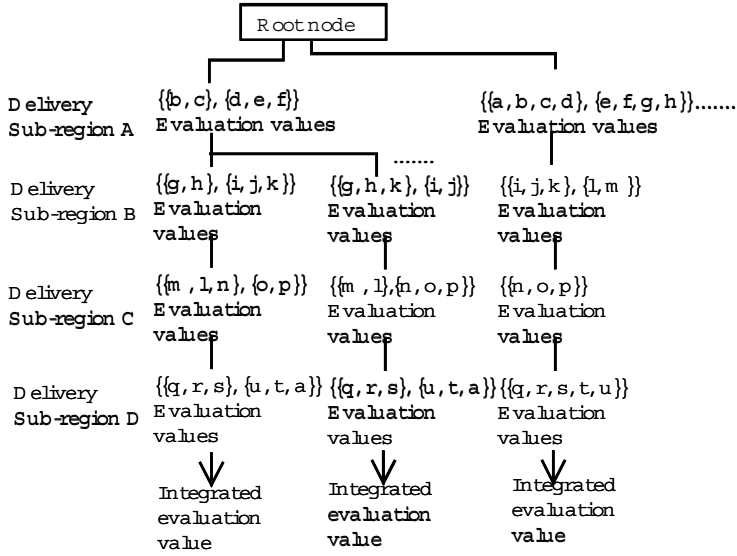 Root node
Delivery
Sub-region A
{{b,c},{d,e,f}}
Evaluation values
{{a,b,c,d},{e,f,g,h}}.......
Evaluation values
.......
Delivery
Sub-region B
{{g,h},{i,j,k}}
Evaluation
values
{{g,h,k},{i,j}}
Evaluation
values
{{i,j,k},{l,m }}
Evaluation
values
Delivery
Sub-region C
{{m ,l,n},{o,p}}
Evaluation
values
{{m ,l},{n,o,p}}
Evaluation
values
{{n,o,p}}
Evaluation
values
Delivery
Sub-region D
{{q,r,s},{u,t,a}}
Evaluation
values
{{q,r,s},{u,t,a}}
Evaluation
values
{{q,r,s,t,u}}
Evaluation
values
Integrated
evaluation
value
Integrated
evaluation
value
Integrated
evaluation
value